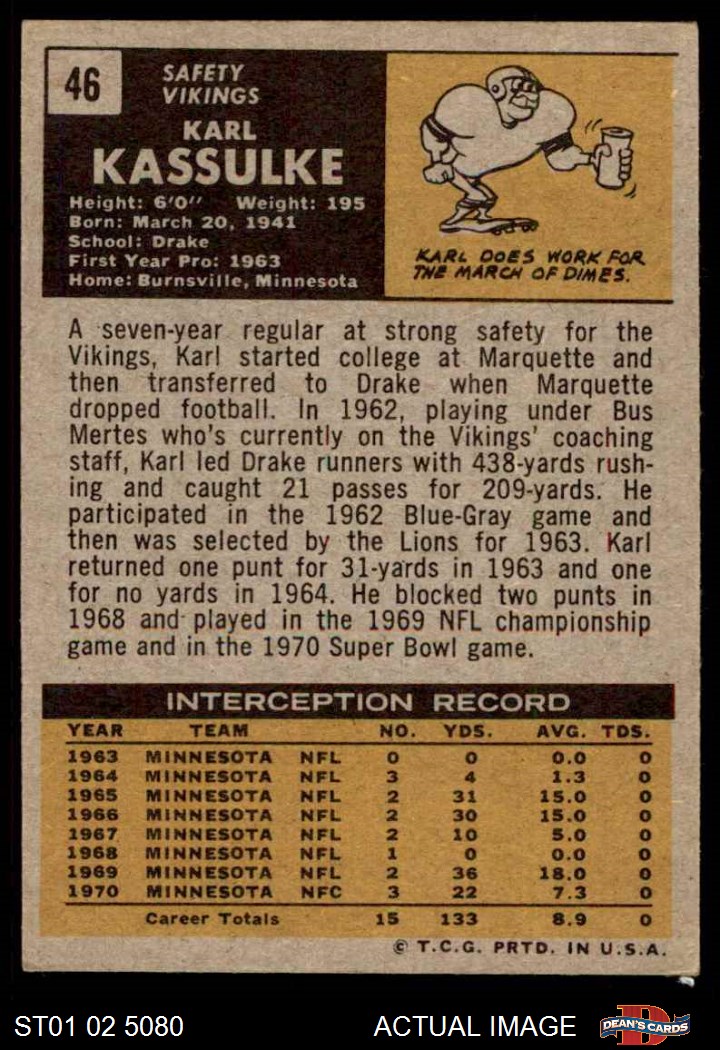 46
SAFETY
VIKINGS
KARL
KASSULKE
Height: 6'0" Weight: 195
Born: March 20, 1941
School: Drake
First Year Pro: 1963
Home: Burnsville, Minnesota
KARL DOES WORK FOR
THE MARCH OF DIMES.
A seven-year regular at strong safety for the
Vikings, Karl started college at Marquette and
then transferred to Drake when Marquette
dropped football. In 1962, playing under Bus
Mertes who's currently on the Vikings' coaching
staff, Karl led Drake runners with 438-yards rush-
ing and caught 21 passes for 209-yards. He
participated in the 1962 Blue-Gray game and
then was selected by the Lions for 1963. Karl
returned one punt for 31-yards in 1963 and one
for no yards in 1964. He blocked two punts in
1968 and played in the 1969 NFL championship
game and in the 1970 Super Bowl game.
INTERCEPTION RECORD
YEAR TEAM NO. YDS. AVG. TDS.
1963 MINNESOTA NFL 0 0 0.0 0
1964 MINNESOTA NFL 3 4 1.3 0
1965 MINNESOTA NFL 2 31 15.0 0
1966 MINNESOTA NFL 2 30 15.0 0
1967 MINNESOTA NFL 2 10 5.0 0
1968 MINNESOTA NFL 1 0 0.0 0
1969 MINNESOTA NFL 2 36 18.0 0
1970 MINNESOTA NFC 3 22 7.3 0
Career Totals 15 133 8.9 0
© T.C.G. PRTD. IN U.S.A.
ST01 02 5080 ACTUAL IMAGE D DEAN'S CARDS